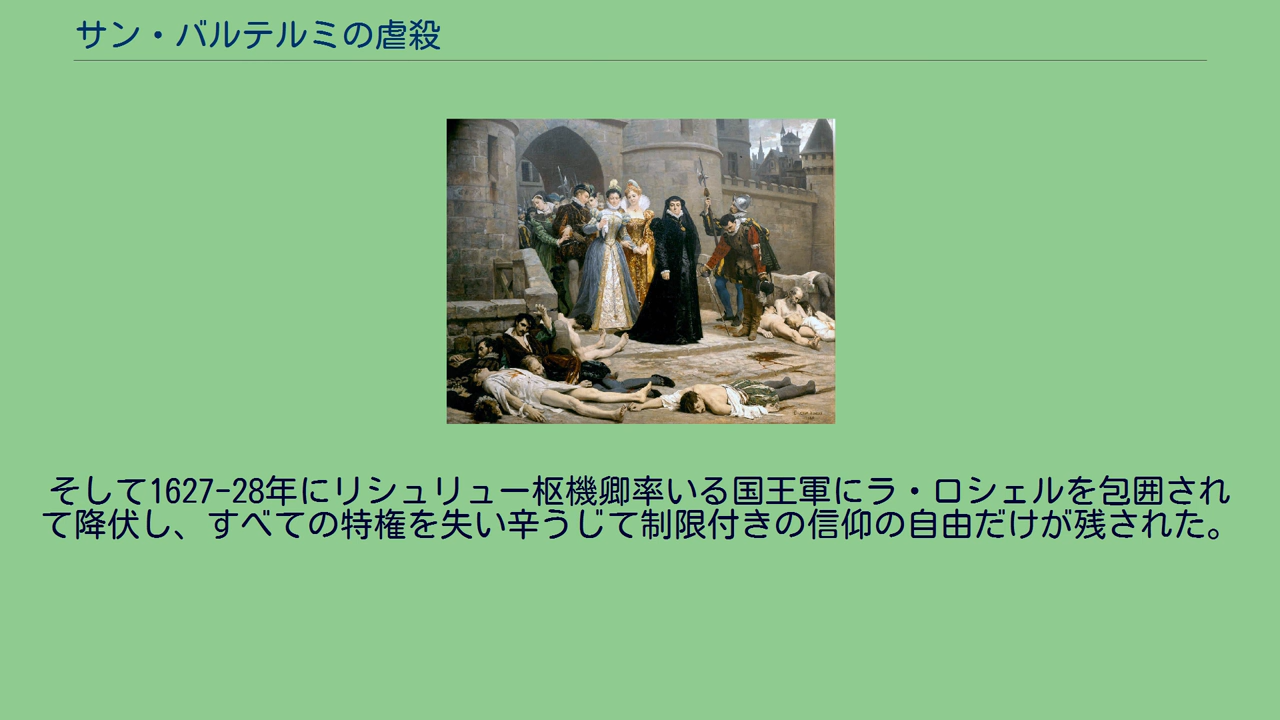 サン・バルテルミの虐殺
そして1627-28年にリシュリュー枢機卿率いる国王軍にラ・ロシェルを包囲され
て降伏し、すべての特権を失い辛うじて制限付きの信仰の自由だけが残された。